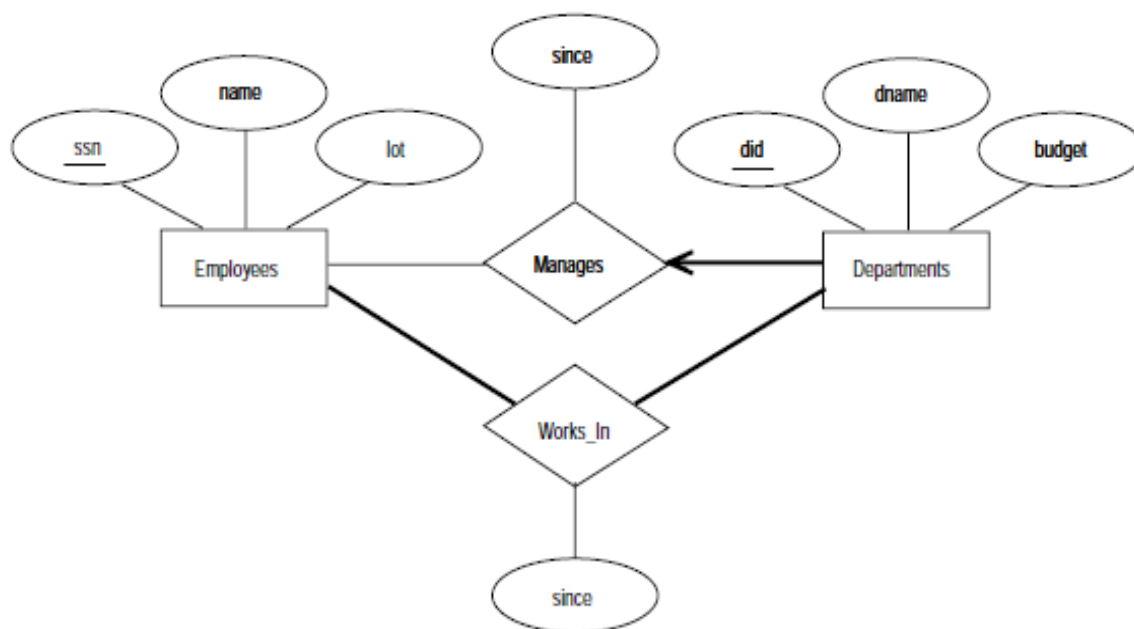 since
name
dname
ssn
lot
did
budget
Employees
Manages
Departments
Works_In
since